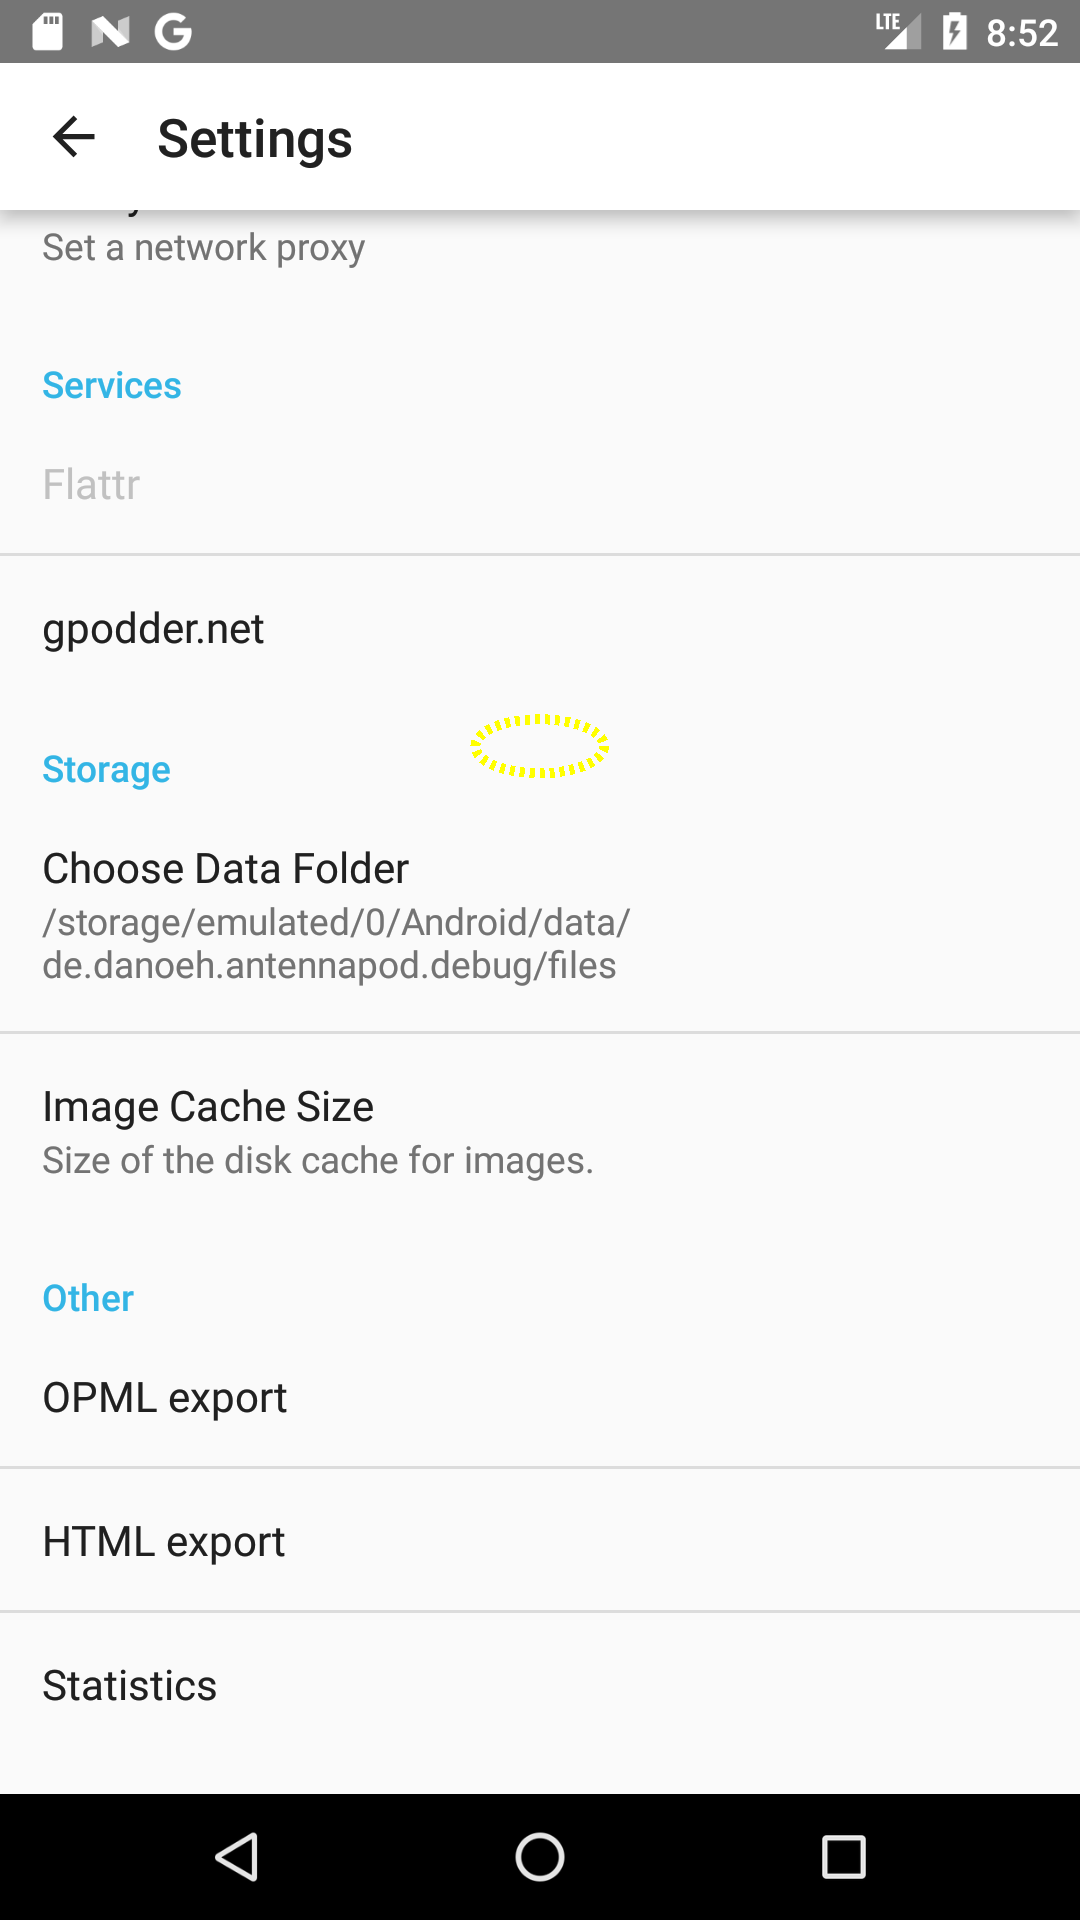 LTE 8:52
Settings
Set a network proxy
Services
Flattr
gpodder.net
Storage
Choose Data Folder
/storage/emulated/0/Android/data/
de.danoeh.antennapod.debug/files
Image Cache Size
Size of the disk cache for images.
Other
OPML export
HTML export
Statistics